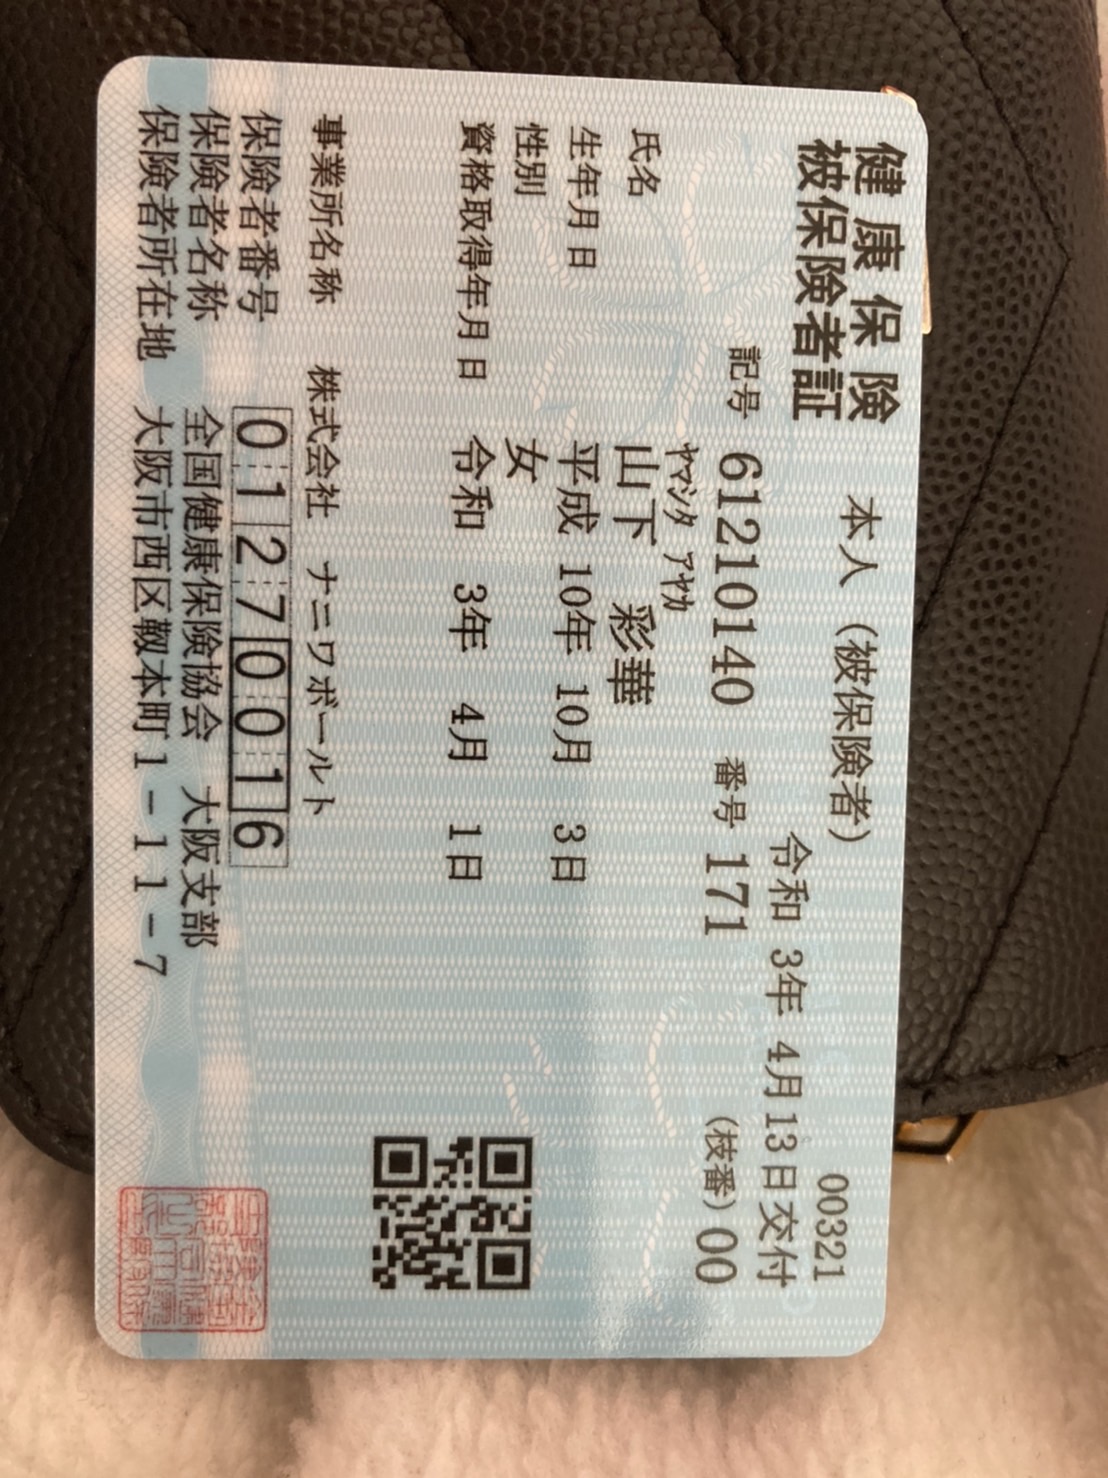 健康保険
被保険者証
本人（被保険者）
00321
令和 3年 4月13日交付
記号 61210140 番号 171 （枝番）00
ﾔﾏｼﾀ ｱﾔｶ
氏名 山下 彩華
生年月日 平成 10年 10月 3日
性別 女
資格取得年月日 令和 3年 4月 1日
事業所名称 株式会社 ナニワボールト
保険者番号 01270016
保険者名称 全国健康保険協会 大阪支部
保険者所在地 大阪市西区靱本町1－11－7